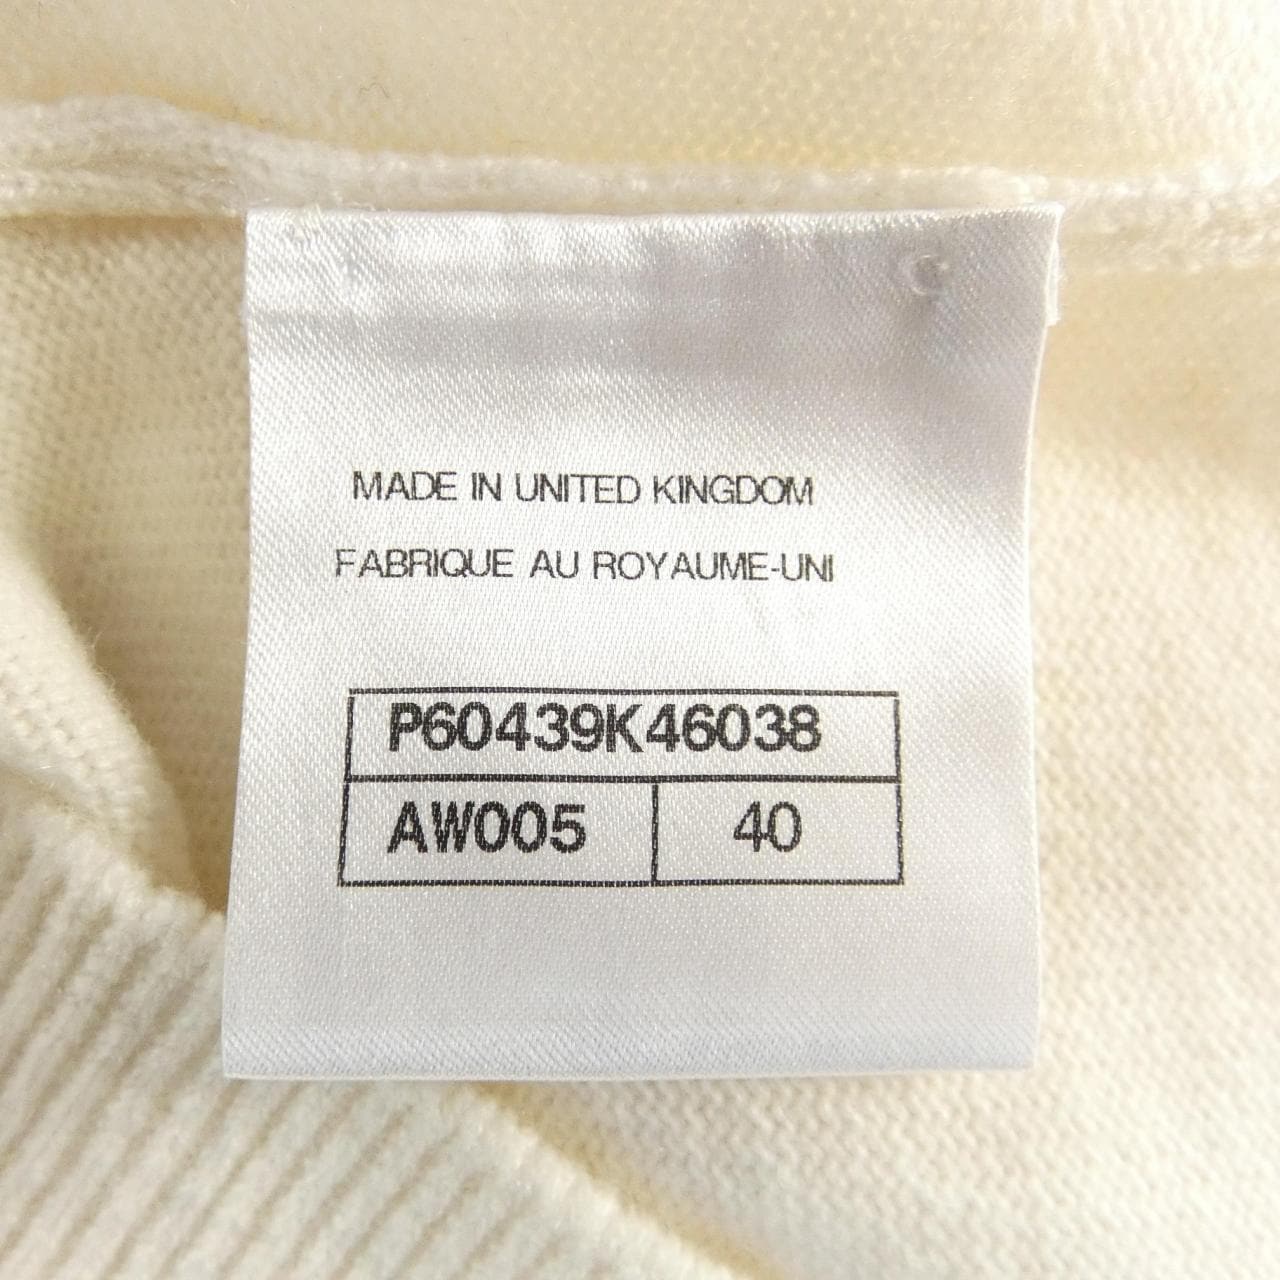 MADE IN UNITED KINGDOM
FABRIQUE AU ROYAUME-UNI
P60439K46038
AW005 40